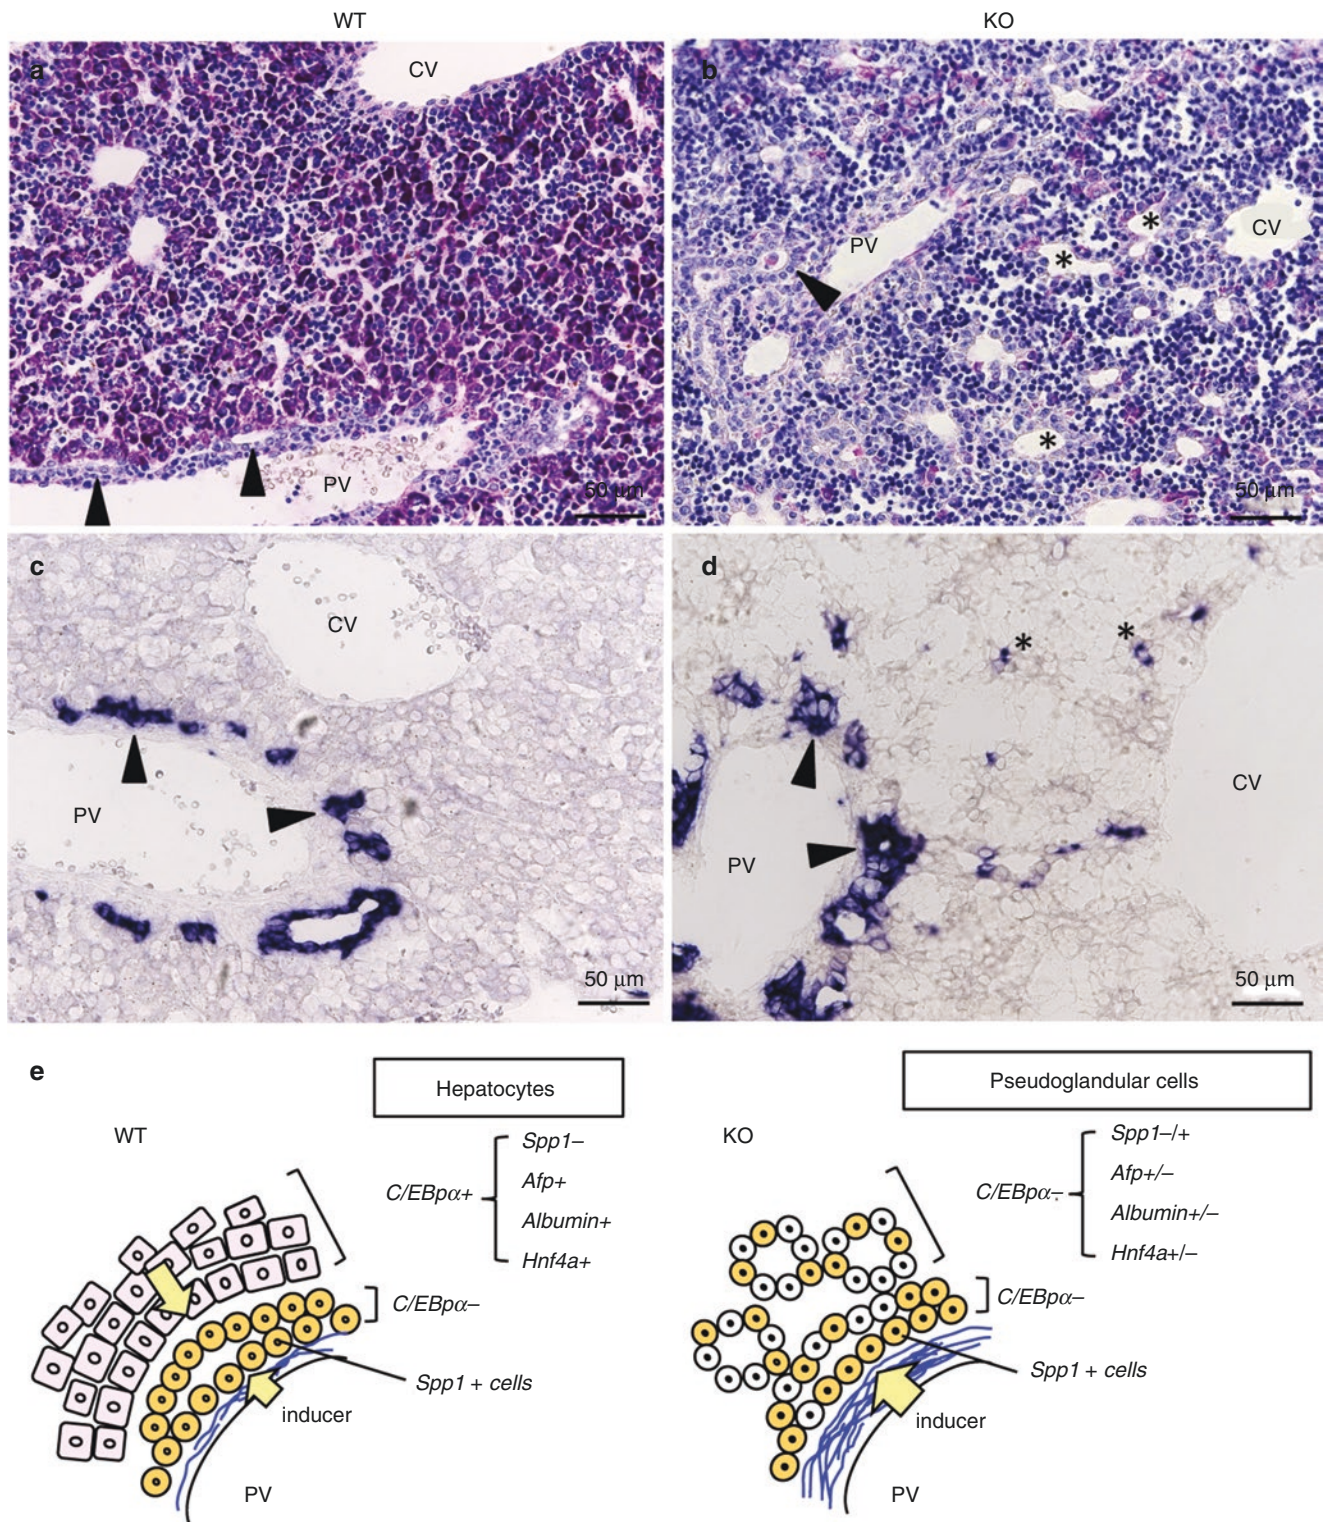 WT
KO
a
CV
PV
50 μm
b
PV
*
*
CV
*
50 μm
c
CV
PV
50 μm
d
*
*
CV
PV
50 μm
e
Hepatocytes
WT
C/EBpα+
Spp1–
Afp+
Albumin+
Hnf4a+
C/EBpα–
Spp1 + cells
inducer
PV
Pseudoglandular cells
KO
C/EBpα–
Spp1–/+
Afp+/–
Albumin+/–
Hnf4a+/–
C/EBpα–
Spp1 + cells
inducer
PV